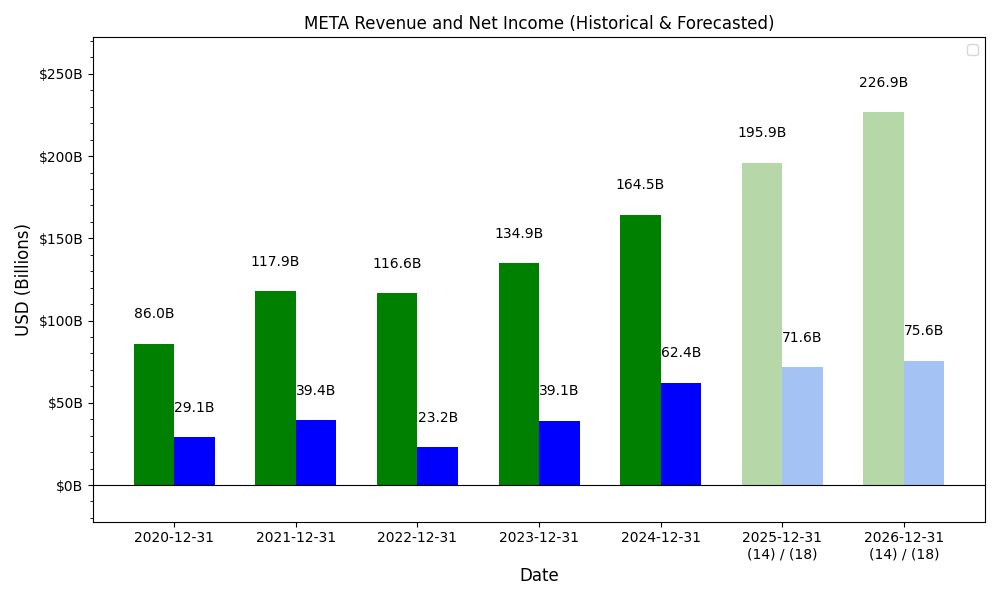 META Revenue and Net Income (Historical & Forecasted)
USD (Billions)
$250B
$200B
$150B
$100B
$50B
$0B
86.0B
29.1B
117.9B
39.4B
116.6B
23.2B
134.9B
39.1B
164.5B
62.4B
195.9B
71.6B
226.9B
75.6B
2020-12-31
2021-12-31
2022-12-31
2023-12-31
2024-12-31
2025-12-31
(14) / (18)
2026-12-31
(14) / (18)
Date